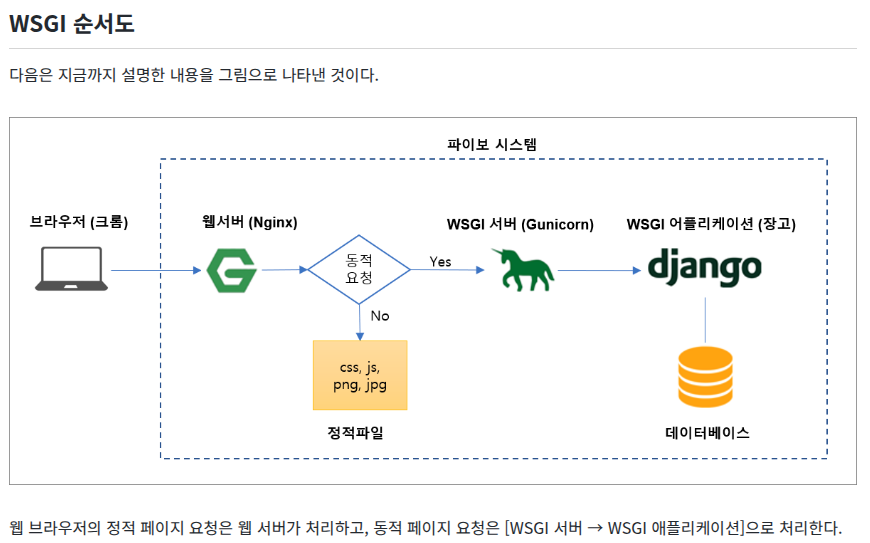 WSGI 순서도
다음은 지금까지 설명한 내용을 그림으로 나타낸 것이다.
파이보 시스템
브라우저 (크롬)
웹서버 (Nginx)
WSGI 서버 (Gunicorn)
WSGI 어플리케이션 (장고)
동적
요청
Yes
django
No
css, js,
png, jpg
정적파일
데이터베이스
웹 브라우저의 정적 페이지 요청은 웹 서버가 처리하고, 동적 페이지 요청은 [WSGI 서버 → WSGI 애플리케이션]으로 처리한다.